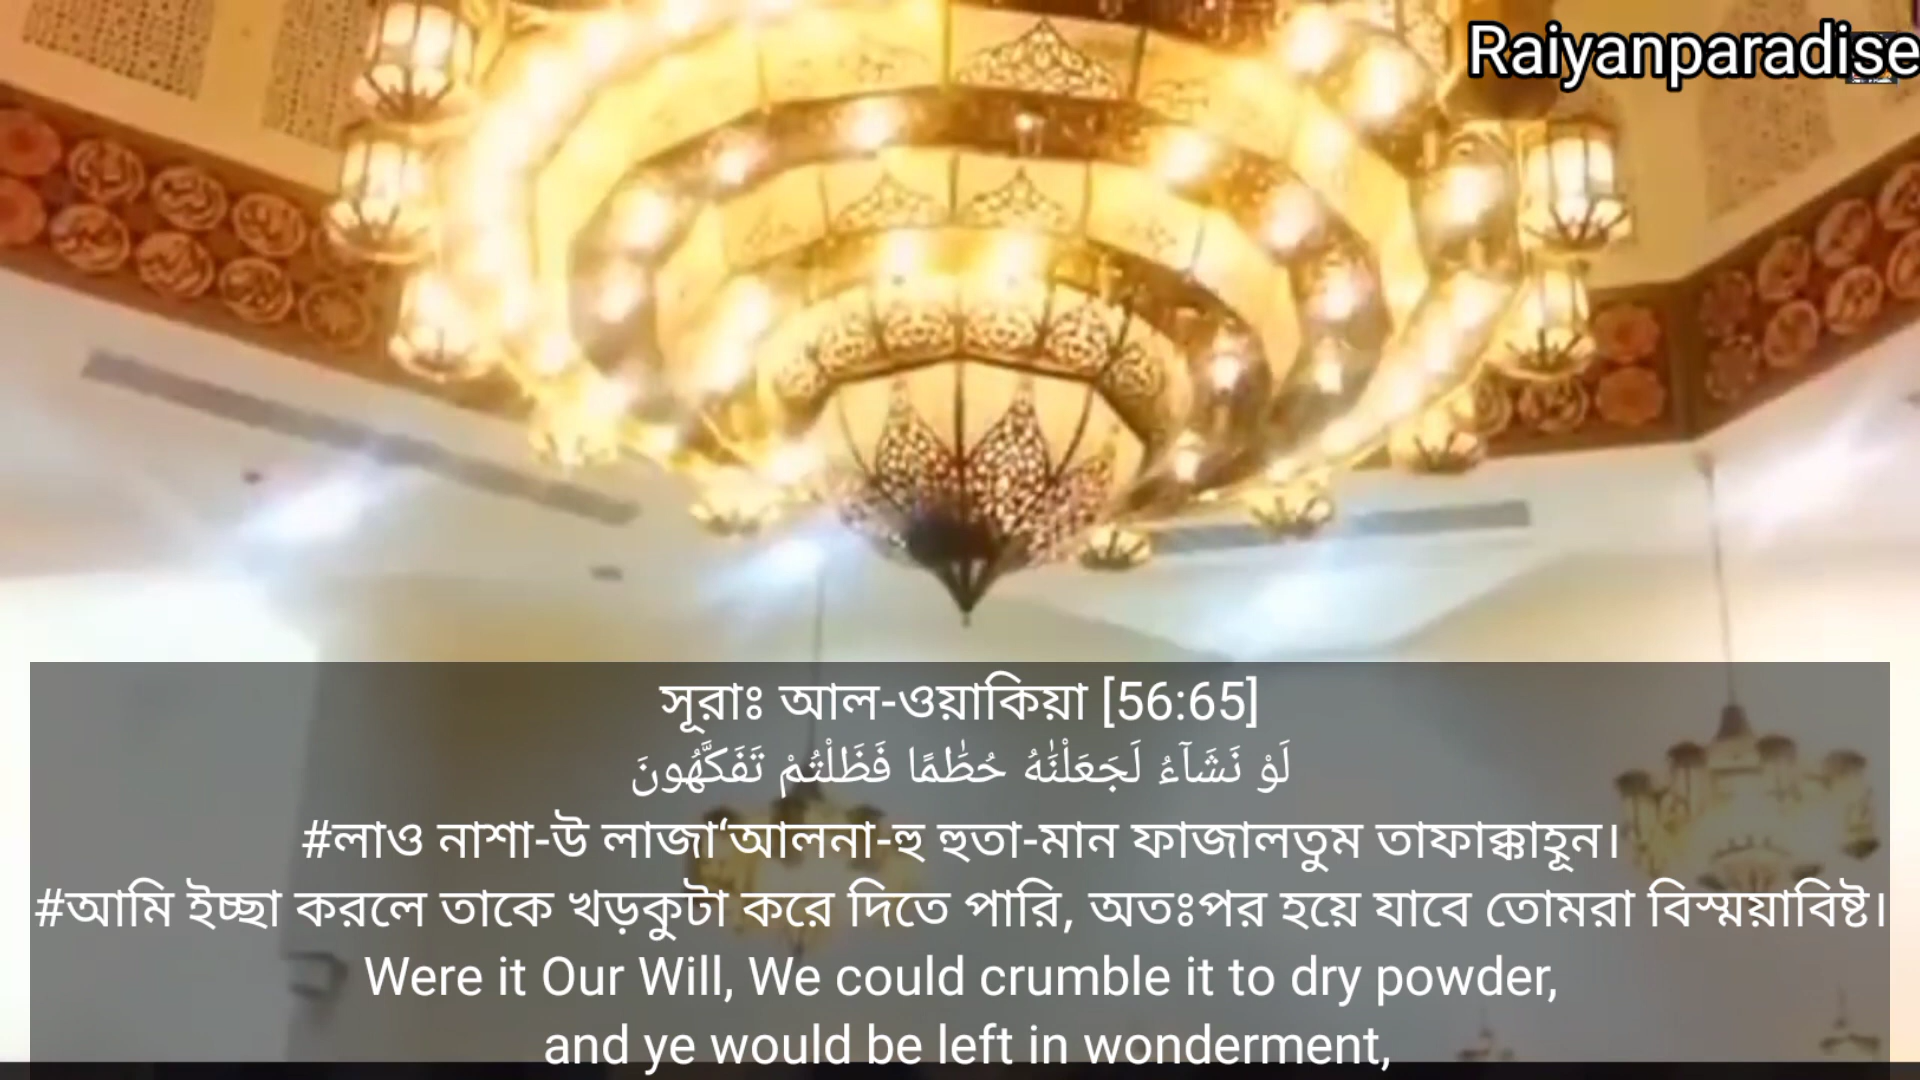 Raiyanparadise
সূরাঃ আল-ওয়াকিয়া [56:65]
لَوْ نَشَآءُ لَجَعَلْنَٰهُ حُطَٰمًا فَظَلْتُمْ تَفَكَّهُونَ
#লাও নাশা-উ লাজা‘আলনা-হু হুতা-মান ফাজালতুম তাফাক্কাহূন।
#আমি ইচ্ছা করলে তাকে খড়কুটা করে দিতে পারি, অতঃপর হয়ে যাবে তোমরা বিস্ময়াবিষ্ট।
Were it Our Will, We could crumble it to dry powder,
and ye would be left in wonderment,